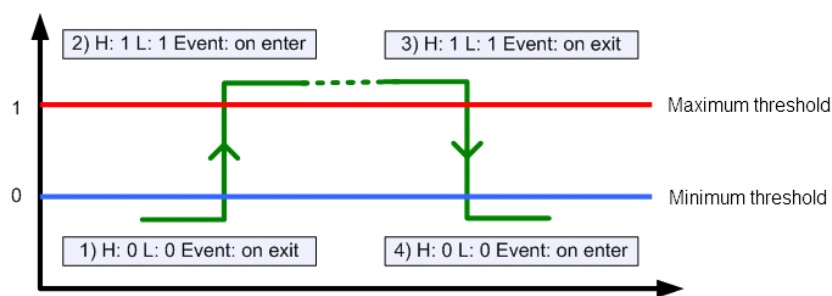 2) H: 1 L: 1 Event: on enter
3) H: 1 L: 1 Event: on exit
1
Maximum threshold
0
Minimum threshold
1) H: 0 L: 0 Event: on exit
4) H: 0 L: 0 Event: on enter